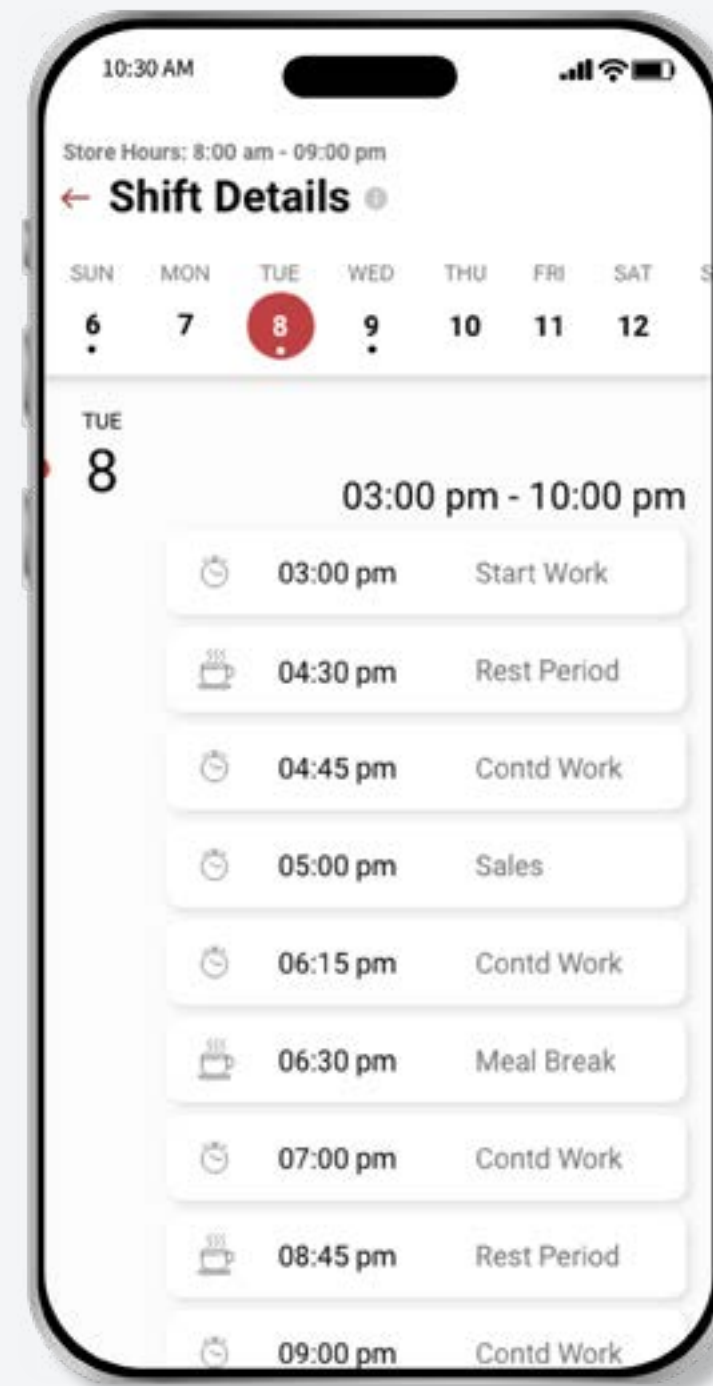 10:30 AM
Store Hours: 8:00 am - 09:00 pm
← Shift Details
SUN MON TUE WED THU FRI SAT S
6 7 8 9 10 11 12
TUE
8
03:00 pm - 10:00 pm
03:00 pm Start Work
04:30 pm Rest Period
04:45 pm Contd Work
05:00 pm Sales
06:15 pm Contd Work
06:30 pm Meal Break
07:00 pm Contd Work
08:45 pm Rest Period
09:00 pm Contd Work